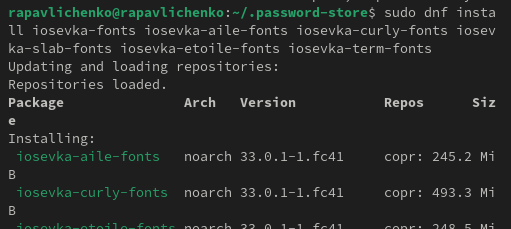 rapavlichenko@rapavlichenko:~/.password-store$ sudo dnf insta
ll iosevka-fonts iosevka-aile-fonts iosevka-curly-fonts iosev
ka-slab-fonts iosevka-etoile-fonts iosevka-term-fonts
Updating and loading repositories:
Repositories loaded.
Package Arch Version Repos Siz
e
Installing:
iosevka-aile-fonts noarch 33.0.1-1.fc41 copr: 245.2 Mi
B
iosevka-curly-fonts noarch 33.0.1-1.fc41 copr: 493.3 Mi
B
iosevka-etoile-fonts noarch 33.0.1-1.fc41 copr: 248.5 Mi